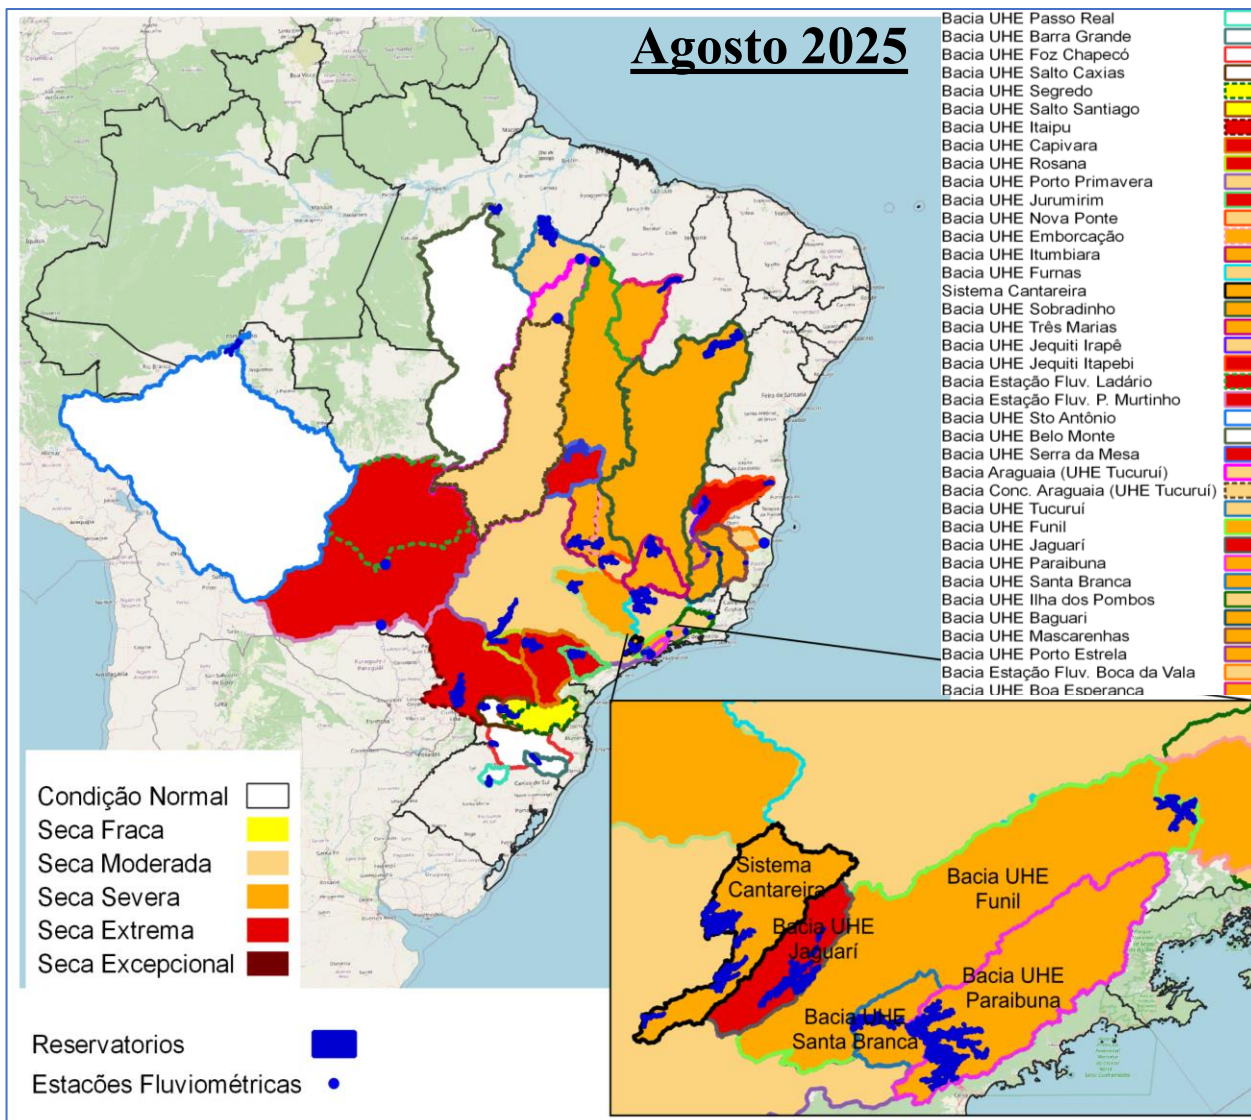 Agosto 2025
Bacia UHE Passo Real
Bacia UHE Barra Grande
Bacia UHE Foz Chapecó
Bacia UHE Salto Caxias
Bacia UHE Segredo
Bacia UHE Salto Santiago
Bacia UHE Itaipu
Bacia UHE Capivara
Bacia UHE Rosana
Bacia UHE Porto Primavera
Bacia UHE Jurumirim
Bacia UHE Nova Ponte
Bacia UHE Emborcação
Bacia UHE Itumbiara
Bacia UHE Furnas
Sistema Cantareira
Bacia UHE Sobradinho
Bacia UHE Três Marias
Bacia UHE Jequiti Irapê
Bacia UHE Jequiti Itapebi
Bacia Estação Fluv. Ladário
Bacia Estação Fluv. P. Murtinho
Bacia UHE Sto Antônio
Bacia UHE Belo Monte
Bacia UHE Serra da Mesa
Bacia Araguaia (UHE Tucuruí)
Bacia Conc. Araguaia (UHE Tucuruí)
Bacia UHE Tucuruí
Bacia UHE Funil
Bacia UHE Jaguarí
Bacia UHE Paraibuna
Bacia UHE Santa Branca
Bacia UHE Ilha dos Pombos
Bacia UHE Baguari
Bacia UHE Mascarenhas
Bacia UHE Porto Estrela
Bacia Estação Fluv. Boca da Vala
Bacia UHE Boa Esperança
Condição Normal
Seca Fraca
Seca Moderada
Seca Severa
Seca Extrema
Seca Excepcional
Reservatorios
Estacões Fluviométricas
Sistema
Cantareira
Bacia UHE
Jaguarí
Bacia UHE
Funil
Bacia UHE
Paraibuna
Bacia UHE
Santa Branca